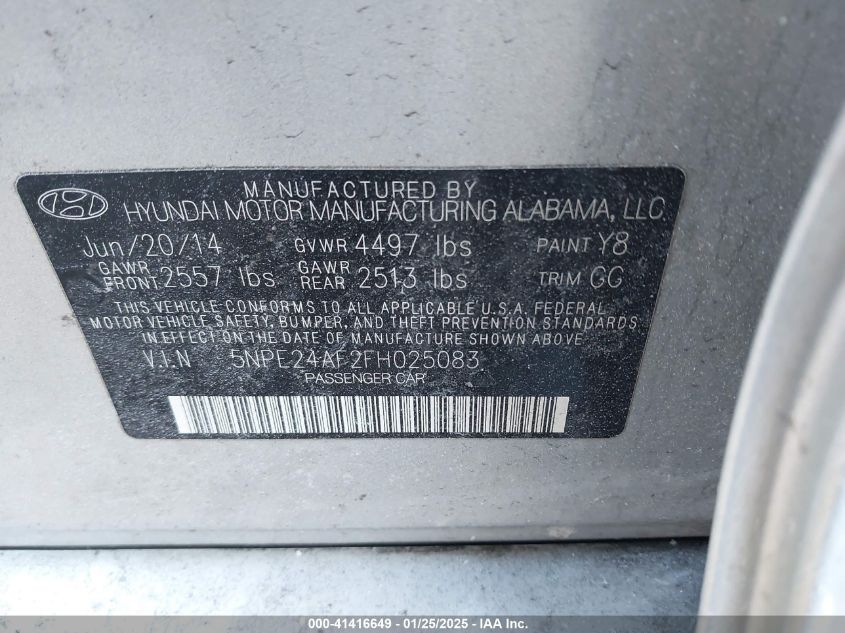 MANUFACTURED BY
HYUNDAI MOTOR MANUFACTURING ALABAMA, LLC
Jun/20/14 GVWR 4497 lbs PAINT Y8
GAWR FRONT 2557 lbs GAWR REAR 2513 lbs TRIM GG
THIS VEHICLE CONFORMS TO ALL APPLICABLE U.S.A. FEDERAL
MOTOR VEHICLE SAFETY, BUMPER, AND THEFT PREVENTION STANDARDS
IN EFFECT ON THE DATE OF MANUFACTURE SHOWN ABOVE
V.I.N 5NPE24AF2FH025083
PASSENGER CAR
000-41416649 - 01/25/2025 - IAA Inc.